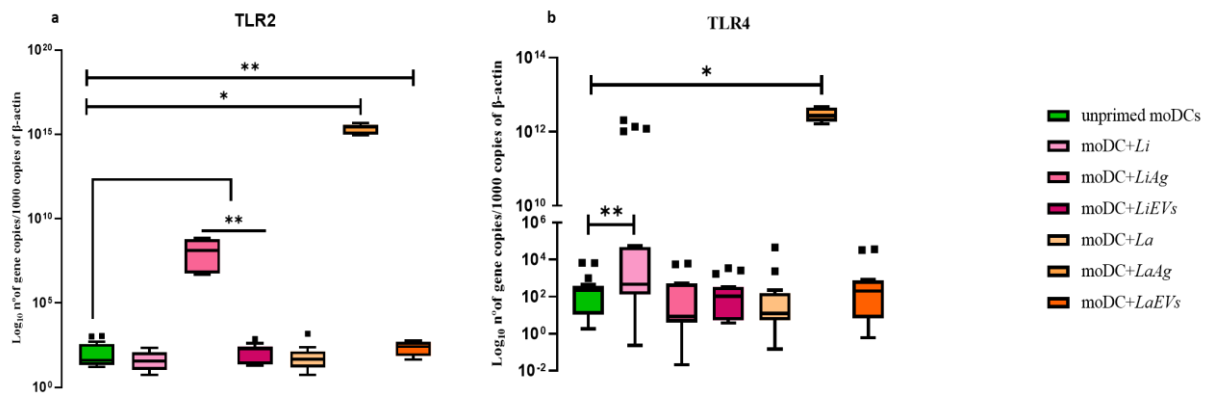 a
TLR2
Log10 n°of gene copies/1000 copies of β-actin
10^20
10^15
10^10
10^5
10^0
**
*
**
b
TLR4
Log10 n°of gene copies/1000 copies of β-actin
10^14
10^12
10^10
10^6
10^4
10^2
10^0
10^-2
*
**
unprimed moDCs
moDC+Li
moDC+LiAg
moDC+LiEVs
moDC+La
moDC+LaAg
moDC+LaEVs